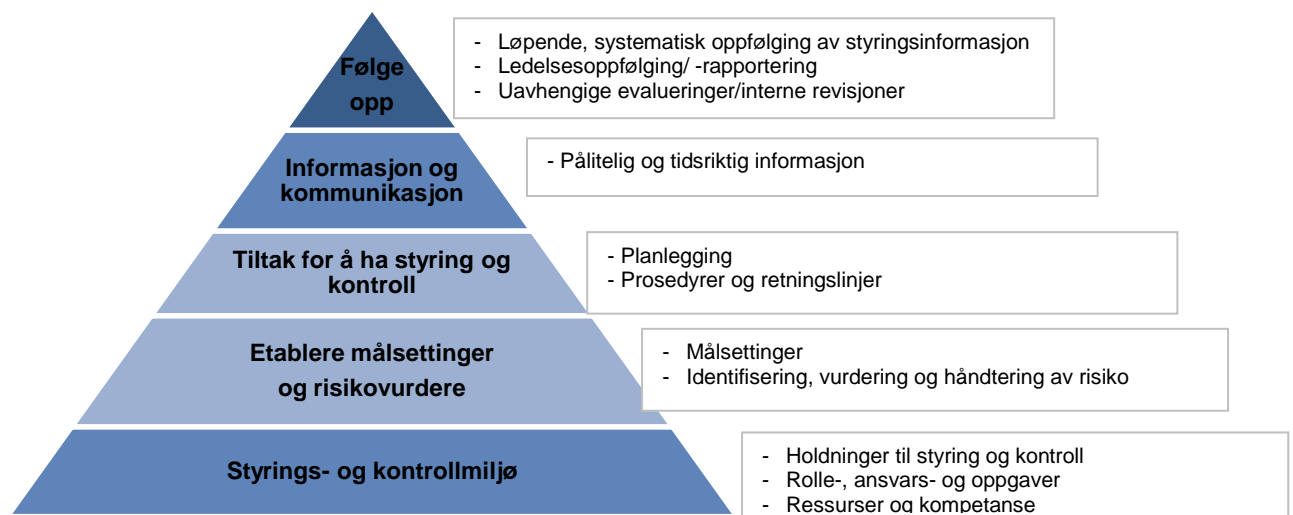 Følge
opp
- Løpende, systematisk oppfølging av styringsinformasjon
- Ledelsesoppfølging/ -rapportering
- Uavhengige evalueringer/interne revisjoner
Informasjon og
kommunikasjon
- Pålitelig og tidsriktig informasjon
Tiltak for å ha styring og
kontroll
- Planlegging
- Prosedyrer og retningslinjer
Etablere målsettinger
og risikovurdere
- Målsettinger
- Identifisering, vurdering og håndtering av risiko
Styrings- og kontrollmiljø
- Holdninger til styring og kontroll
- Rolle-, ansvars- og oppgaver
- Ressurser og kompetanse